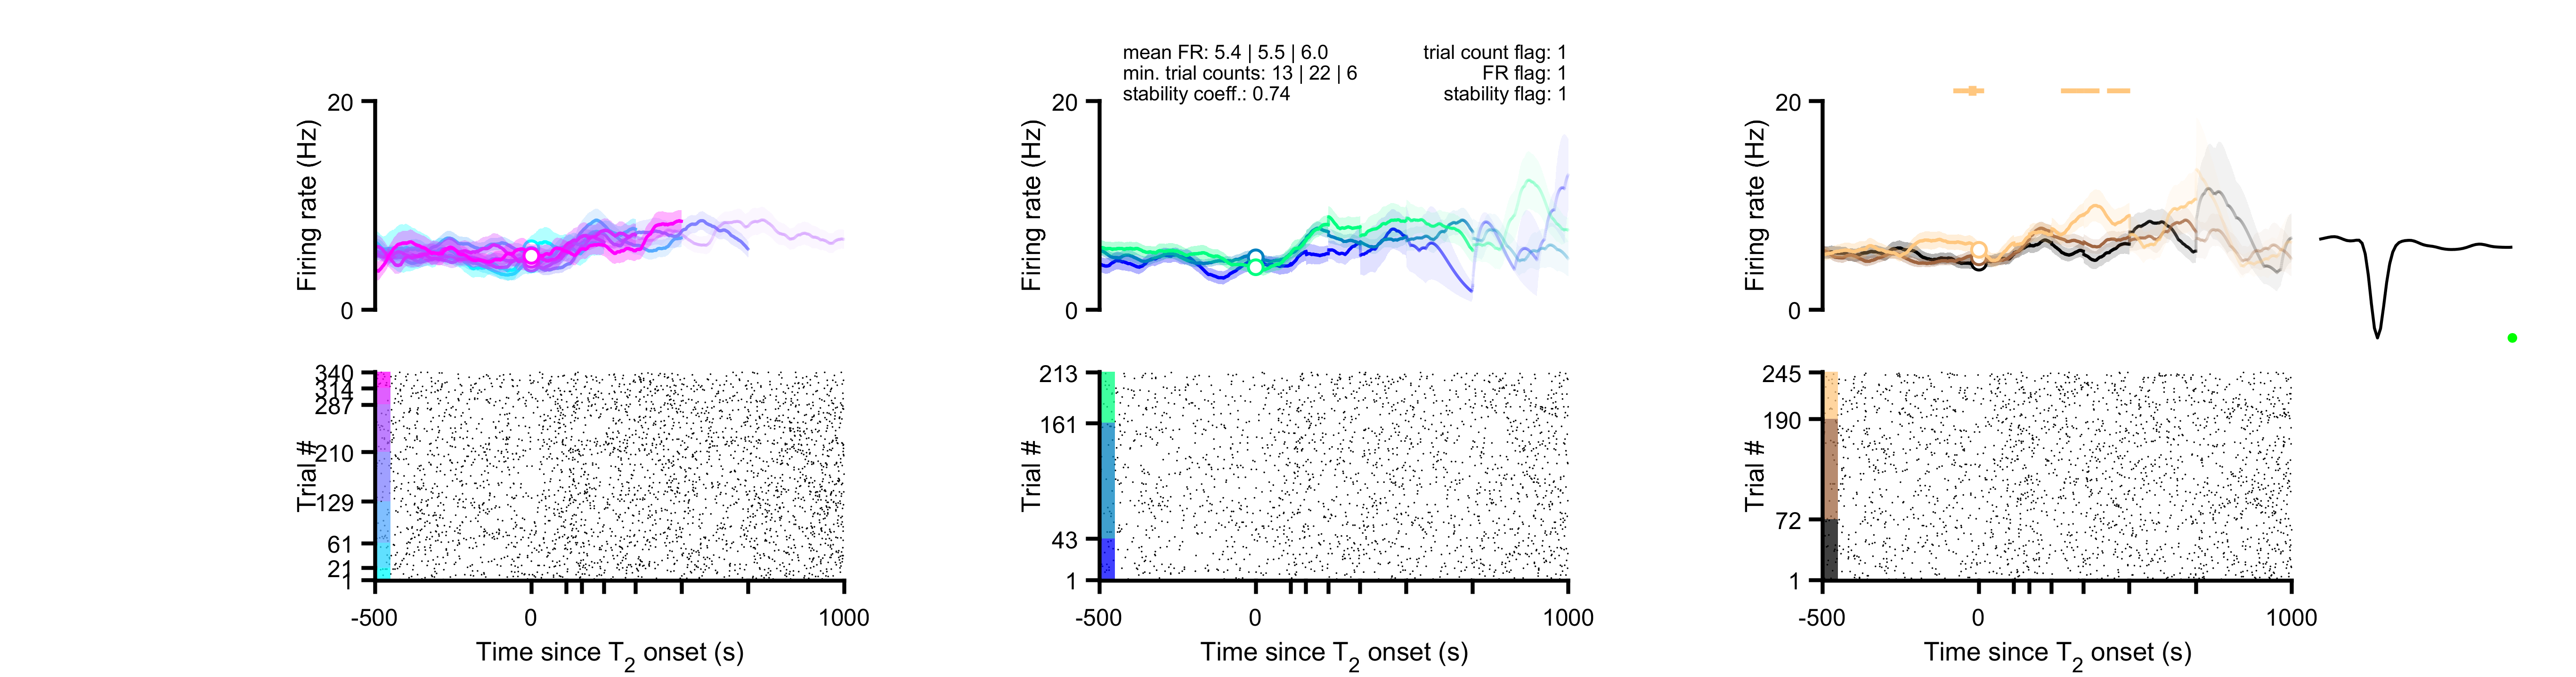 mean FR: 5.4 | 5.5 | 6.0
min. trial counts: 13 | 22 | 6
stability coeff.: 0.74
trial count flag: 1
FR flag: 1
stability flag: 1
20
Firing rate (Hz)
0
20
Firing rate (Hz)
0
20
Firing rate (Hz)
0
340
314
287
210
129
61
21
1
Trial #
-500
0
1000
Time since T2 onset (s)
213
161
43
1
Trial #
-500
0
1000
Time since T2 onset (s)
245
190
72
1
Trial #
-500
0
1000
Time since T2 onset (s)